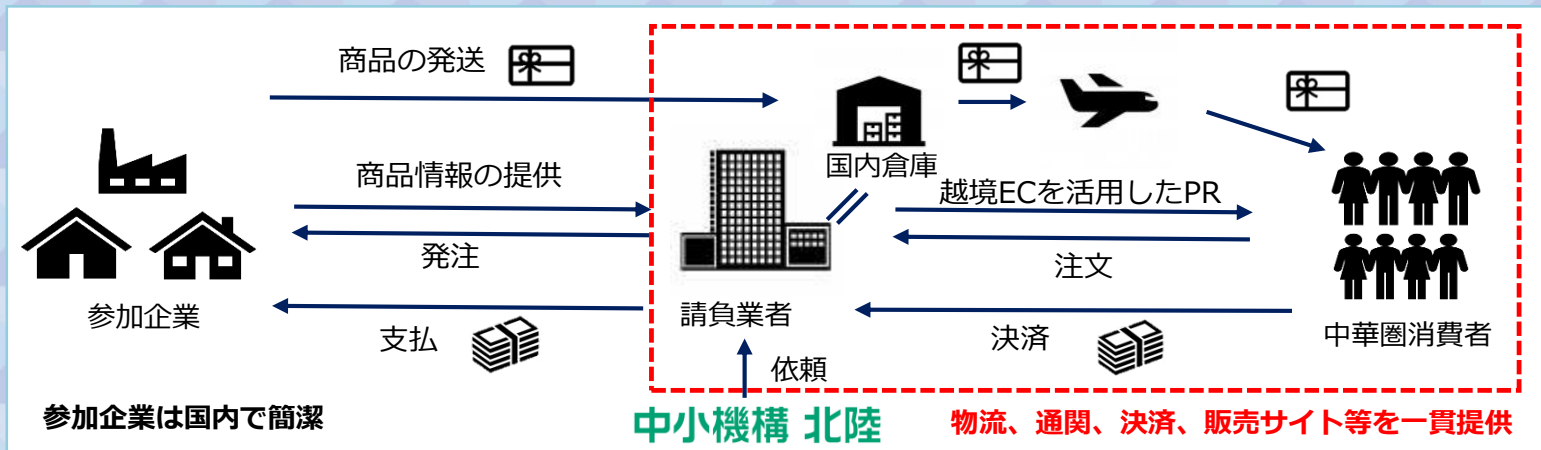 商品の発送
国内倉庫
商品情報の提供
越境ECを活用したPR
発注
注文
参加企業
請負業者
中華圏消費者
支払
決済
依頼
参加企業は国内で簡潔
中小機構 北陸
物流、通関、決済、販売サイト等を一貫提供